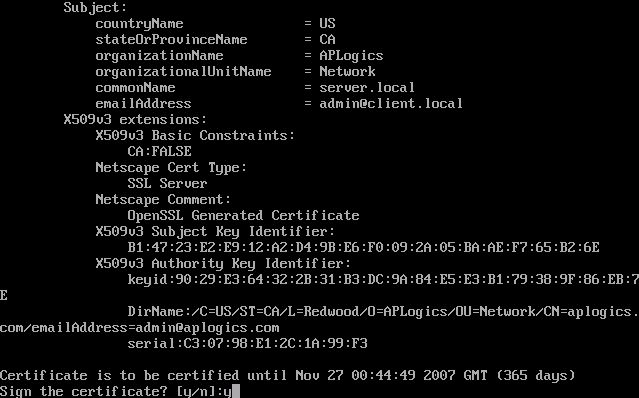 Subject:
countryName = US
stateOrProvinceName = CA
organizationName = APLogics
organizationalUnitName = Network
commonName = server.local
emailAddress = admin@client.local
X509v3 extensions:
X509v3 Basic Constraints:
CA:FALSE
Netscape Cert Type:
SSL Server
Netscape Comment:
OpenSSL Generated Certificate
X509v3 Subject Key Identifier:
B1:47:23:E2:E9:12:A2:D4:9B:E6:F0:09:2A:05:BA:AE:F7:65:B2:6E
X509v3 Authority Key Identifier:
keyid:90:29:E3:64:32:2B:31:B3:DC:9A:84:E5:E3:B1:79:38:9F:86:EB:7
E
DirName:/C=US/ST=CA/L=Redwood/O=APLogics/OU=Network/CN=aplogics.
com/emailAddress=admin@aplogics.com
serial:C3:07:98:E1:2C:1A:99:F3
Certificate is to be certified until Nov 27 00:44:49 2007 GMT (365 days)
Sign the certificate? [y/n]:y